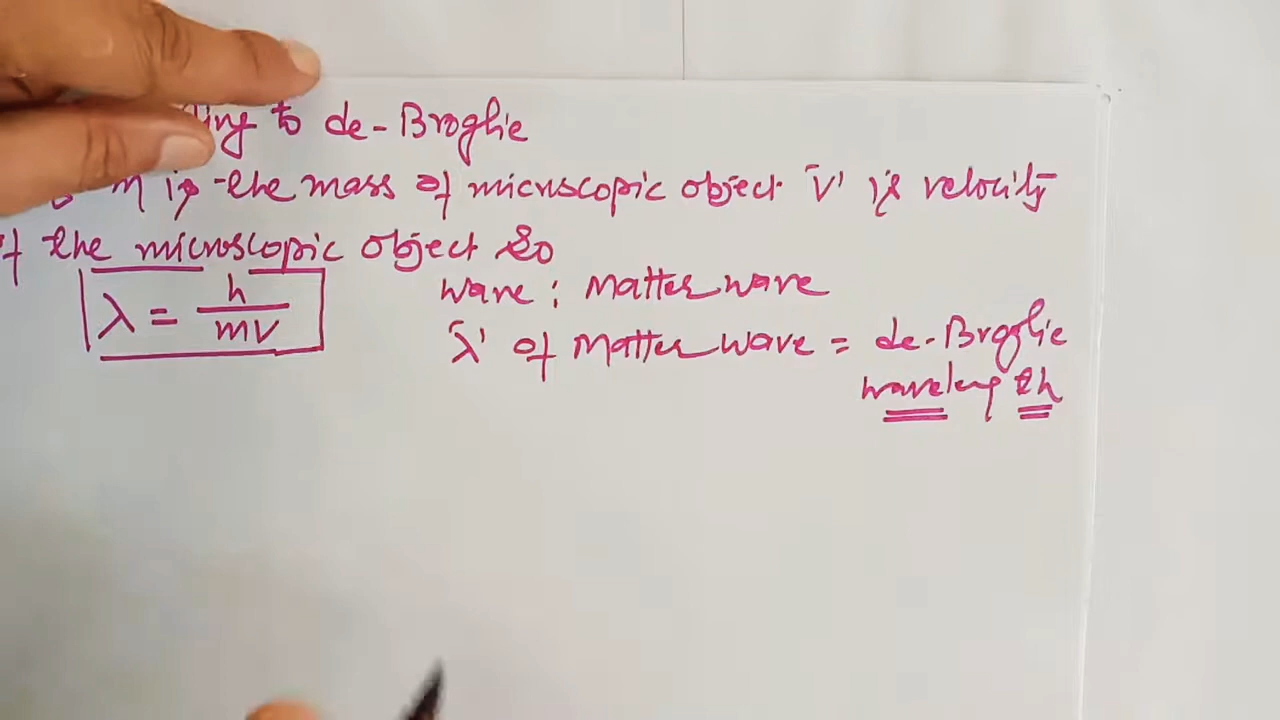 to de-Broglie
m is the mass of microscopic object 'v' is velocity
of the microscopic object so
λ = h/mv
wave : Matter wave
'λ' of Matter wave = de-Broglie
wavelength